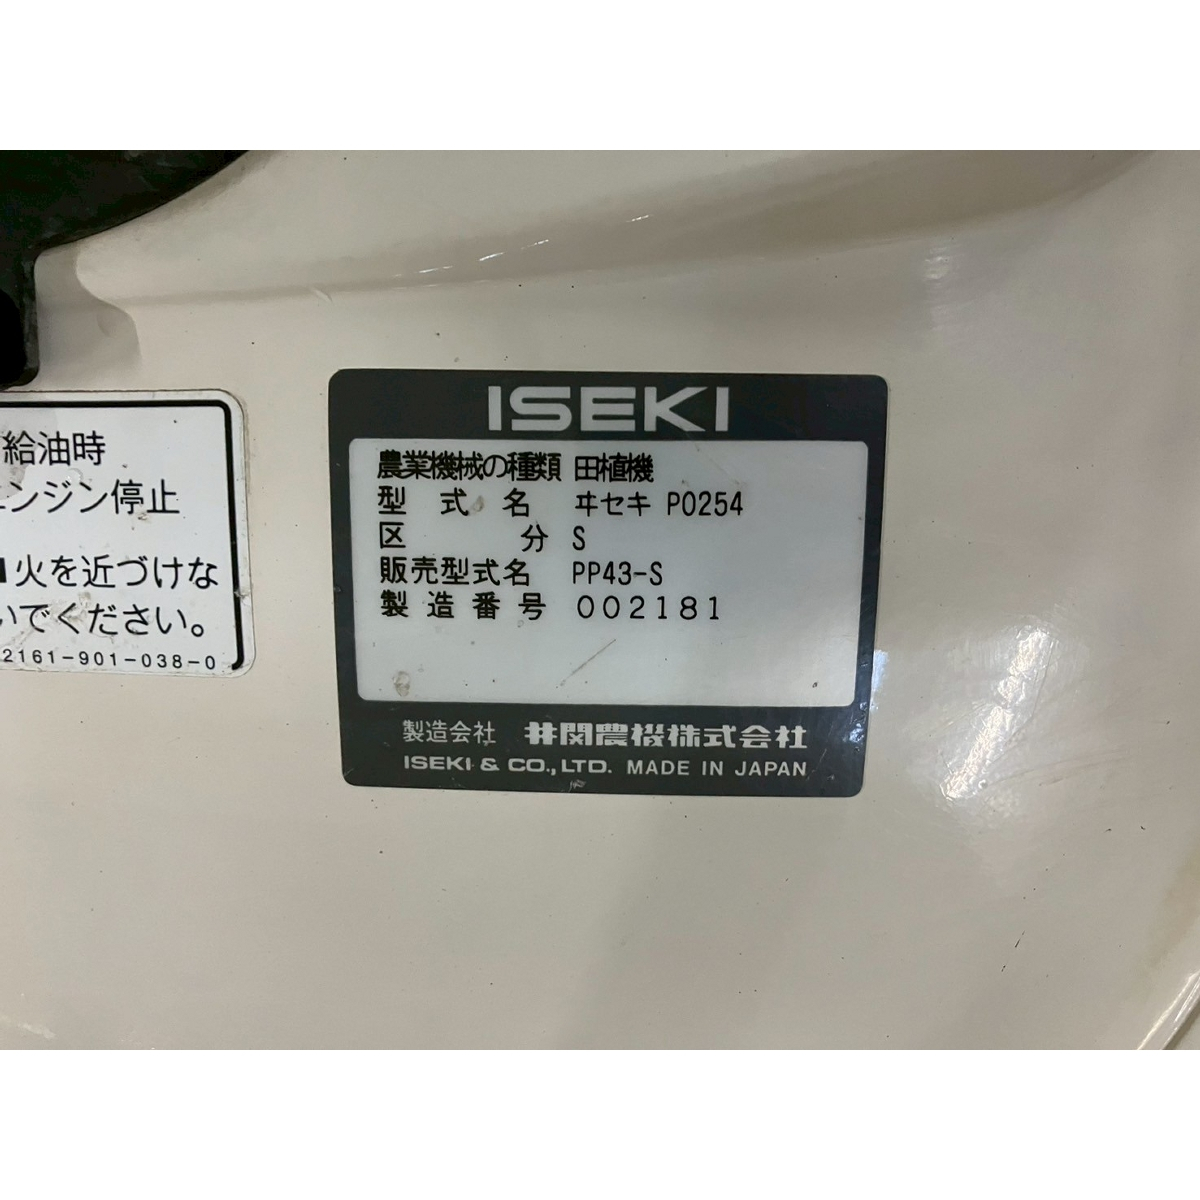 給油時
エンジン停止
火を近づけな
いでください。
2161-901-038-0
ISEKI
農業機械の種類 田植機
型式名 ヰセキ P0254
区分 S
販売型式名 PP43-S
製造番号 002181
製造会社 井関農機株式会社
ISEKI & CO.,LTD. MADE IN JAPAN